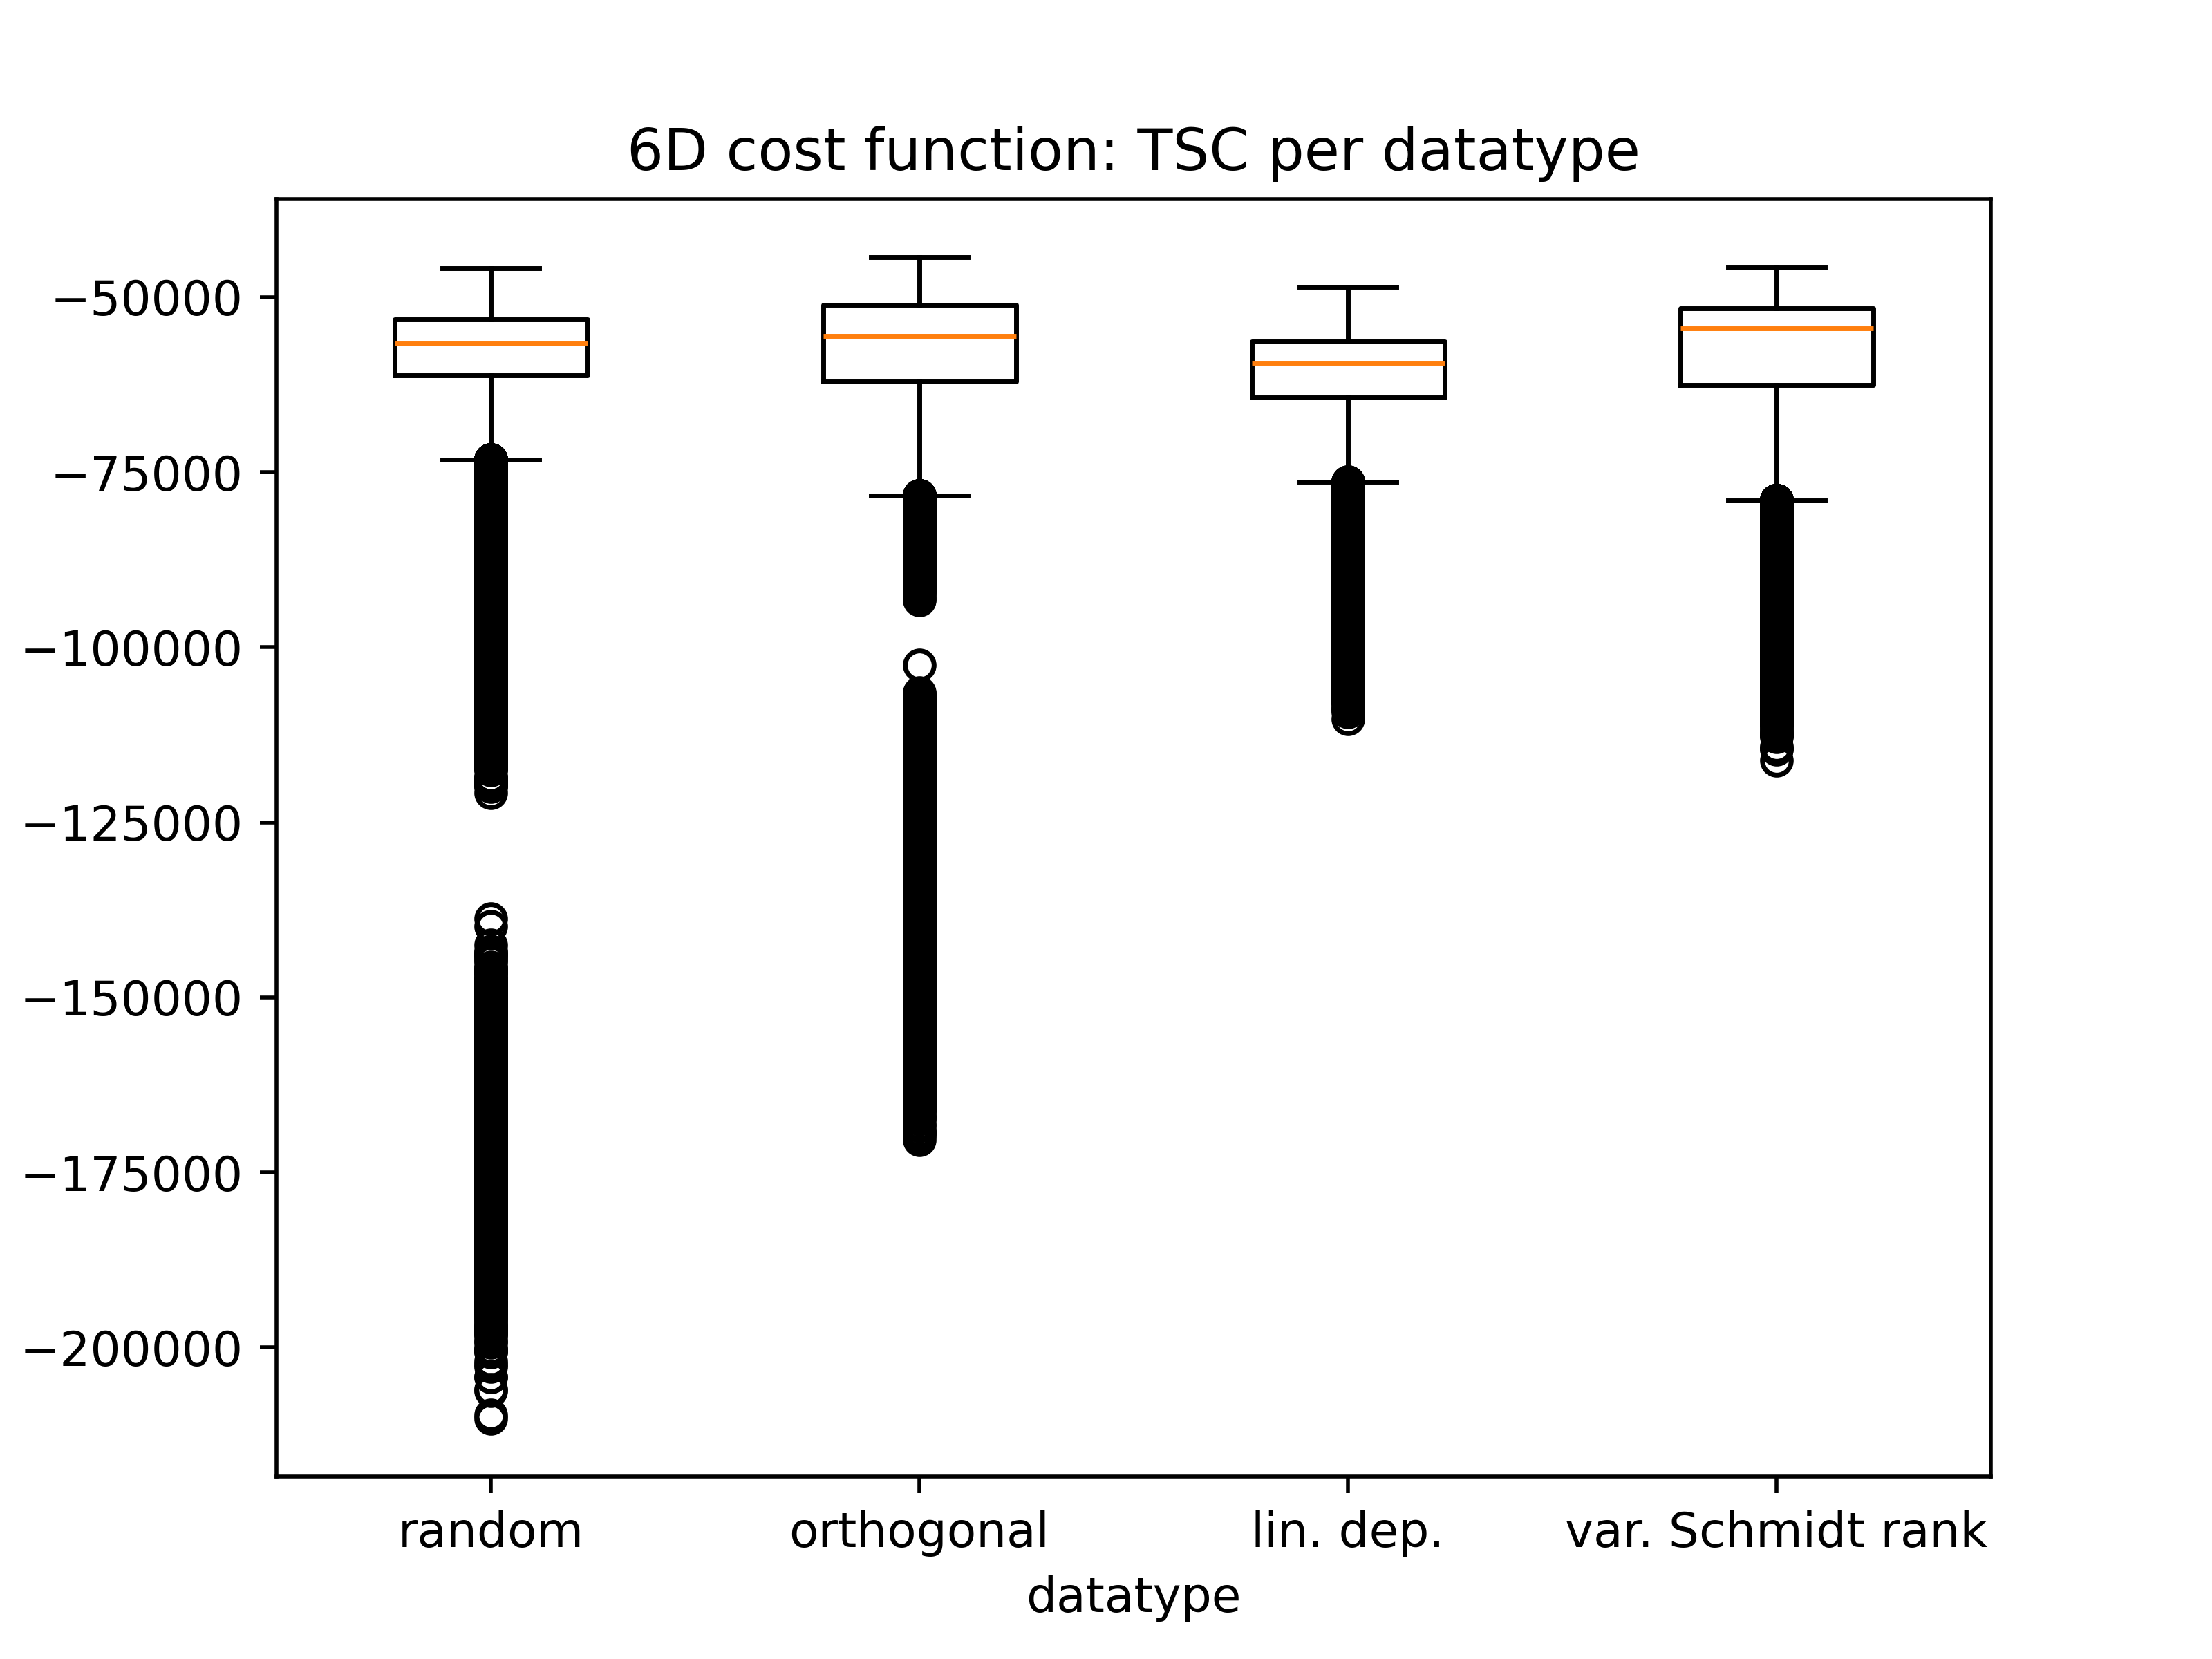 6D cost function: TSC per datatype
−50000
−75000
−100000
−125000
−150000
−175000
−200000
random orthogonal lin. dep. var. Schmidt rank
datatype